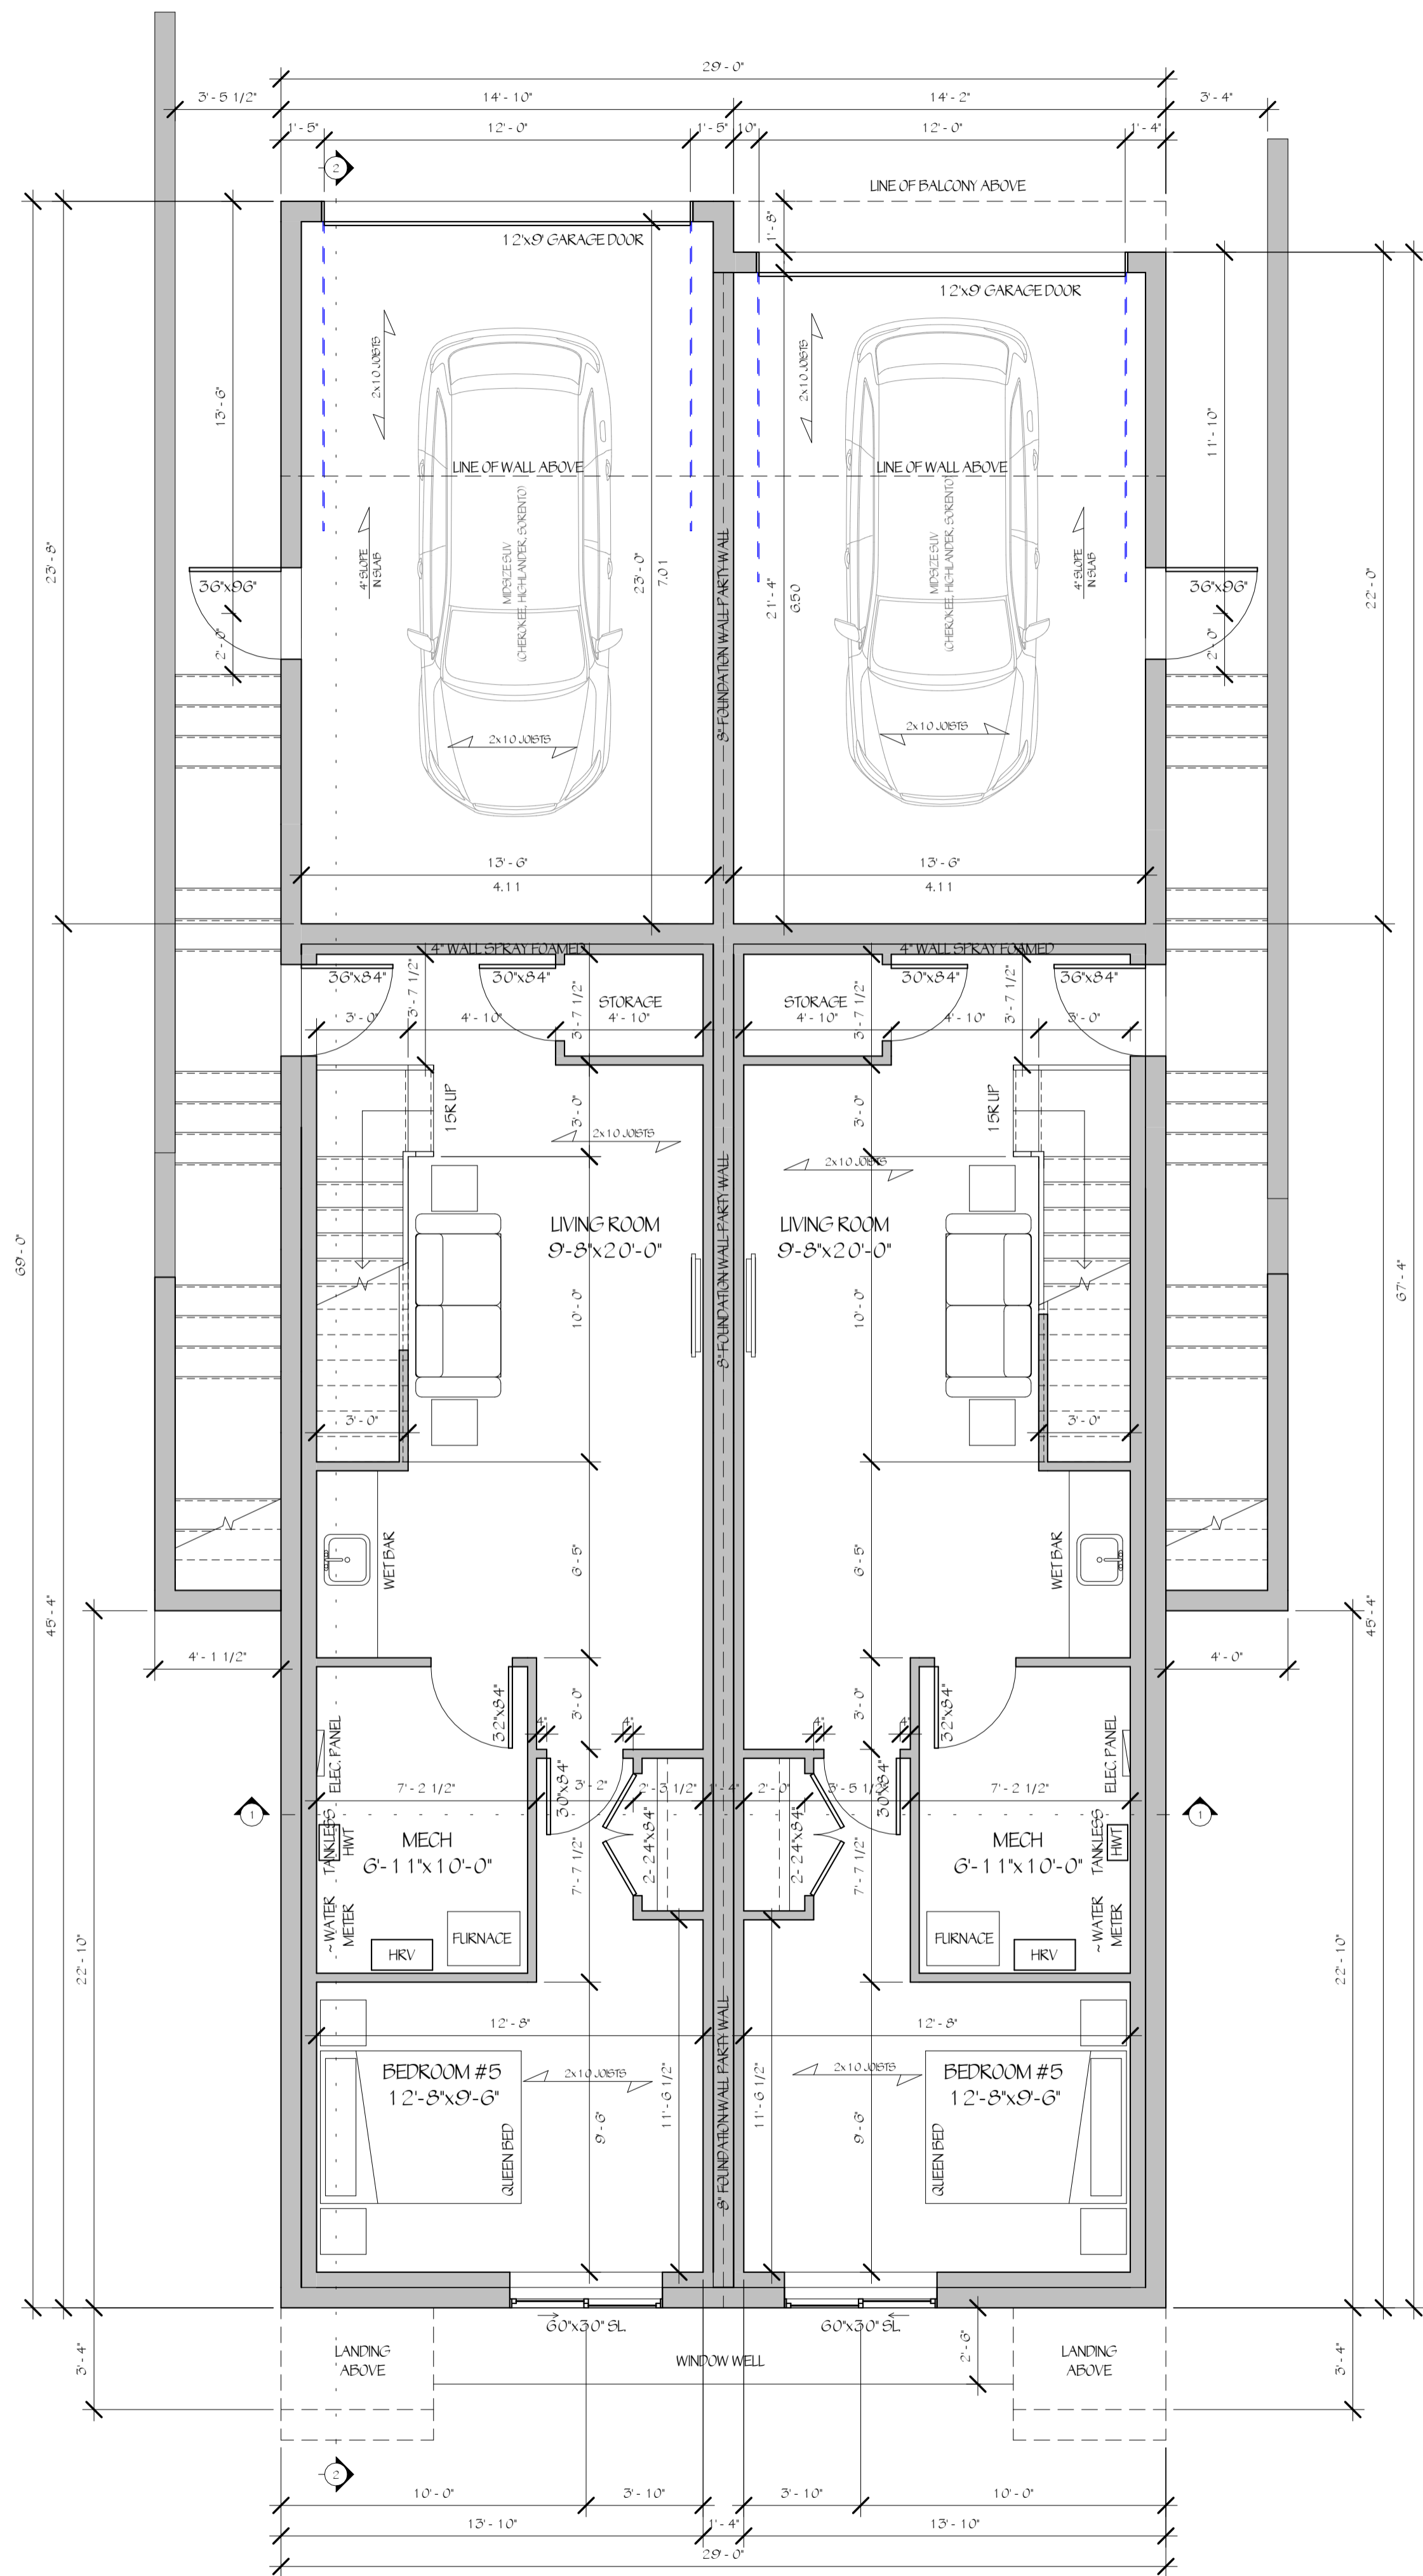 29'-0"
3'-5 1/2"
14'-10"
14'-2"
3'-4"
1'-5"
12'-0"
1'-5"
10"
12'-0"
1'-4"
2
LINE OF BALCONY ABOVE
1'-8"
12'x9' GARAGE DOOR
12'x9' GARAGE DOOR
2x10 JOISTS
2x10 JOISTS
13'-6"
11'-10"
LINE OF WALL ABOVE
LINE OF WALL ABOVE
MIDSIZE SUV
(CHEROKEE, HIGHLANDER, SORENTO)
MIDSIZE SUV
(CHEROKEE, HIGHLANDER, SORENTO)
4" SLOPE
IN SLAB
4" SLOPE
IN SLAB
23'-8"
23'-0"
7.01
21'-4"
6.50
22'-0"
36"x96"
36"x96"
2'-0"
2'-0"
8" FOUNDATION WALL PARTY WALL
2x10 JOISTS
2x10 JOISTS
13'-6"
4.11
13'-6"
4.11
4" WALL SPRAY FOAMED
4" WALL SPRAY FOAMED
36"x84"
30"x84"
30"x84"
36"x84"
3'-7 1/2"
3'-7 1/2"
3'-7 1/2"
3'-7 1/2"
STORAGE
STORAGE
3'-0"
4'-10"
4'-10"
4'-10"
4'-10"
3'-0"
15R UP
15R UP
3'-0"
3'-0"
2x10 JOISTS
2x10 JOISTS
8" FOUNDATION WALL PARTY WALL
LIVING ROOM
9'-8"x20'-0"
LIVING ROOM
9'-8"x20'-0"
69'-0"
67'-4"
10'-0"
10'-0"
3'-0"
3'-0"
WET BAR
WET BAR
6'-5"
6'-5"
45'-4"
45'-4"
4'-1 1/2"
4'-0"
32"x84"
32"x84"
3'-0"
3'-0"
4"
4"
4"
4"
ELEC. PANEL
ELEC. PANEL
30"x84"
30"x84"
7'-2 1/2"
3'-2"
2'-3 1/2"
1'-4"
2'-0"
3'-5 1/2"
7'-2 1/2"
1
1
TANKLESS
HWT
TANKLESS
HWT
MECH
6'-11"x10'-0"
MECH
6'-11"x10'-0"
2- 24"x84"
2- 24"x84"
7'-7 1/2"
7'-7 1/2"
~ WATER
METER
~ WATER
METER
HRV
FURNACE
FURNACE
HRV
22'-10"
22'-10"
8" FOUNDATION WALL PARTY WALL
12'-8"
12'-8"
BEDROOM #5
12'-8"x9'-6"
BEDROOM #5
12'-8"x9'-6"
2x10 JOISTS
2x10 JOISTS
11'-6 1/2"
11'-6 1/2"
9'-6"
9'-6"
QUEEN BED
QUEEN BED
60"x30" SL.
60"x30" SL.
LANDING
ABOVE
WINDOW WELL
LANDING
ABOVE
2'-6"
3'-4"
3'-4"
2
10'-0"
3'-10"
3'-10"
10'-0"
13'-10"
1'-4"
13'-10"
29'-0"